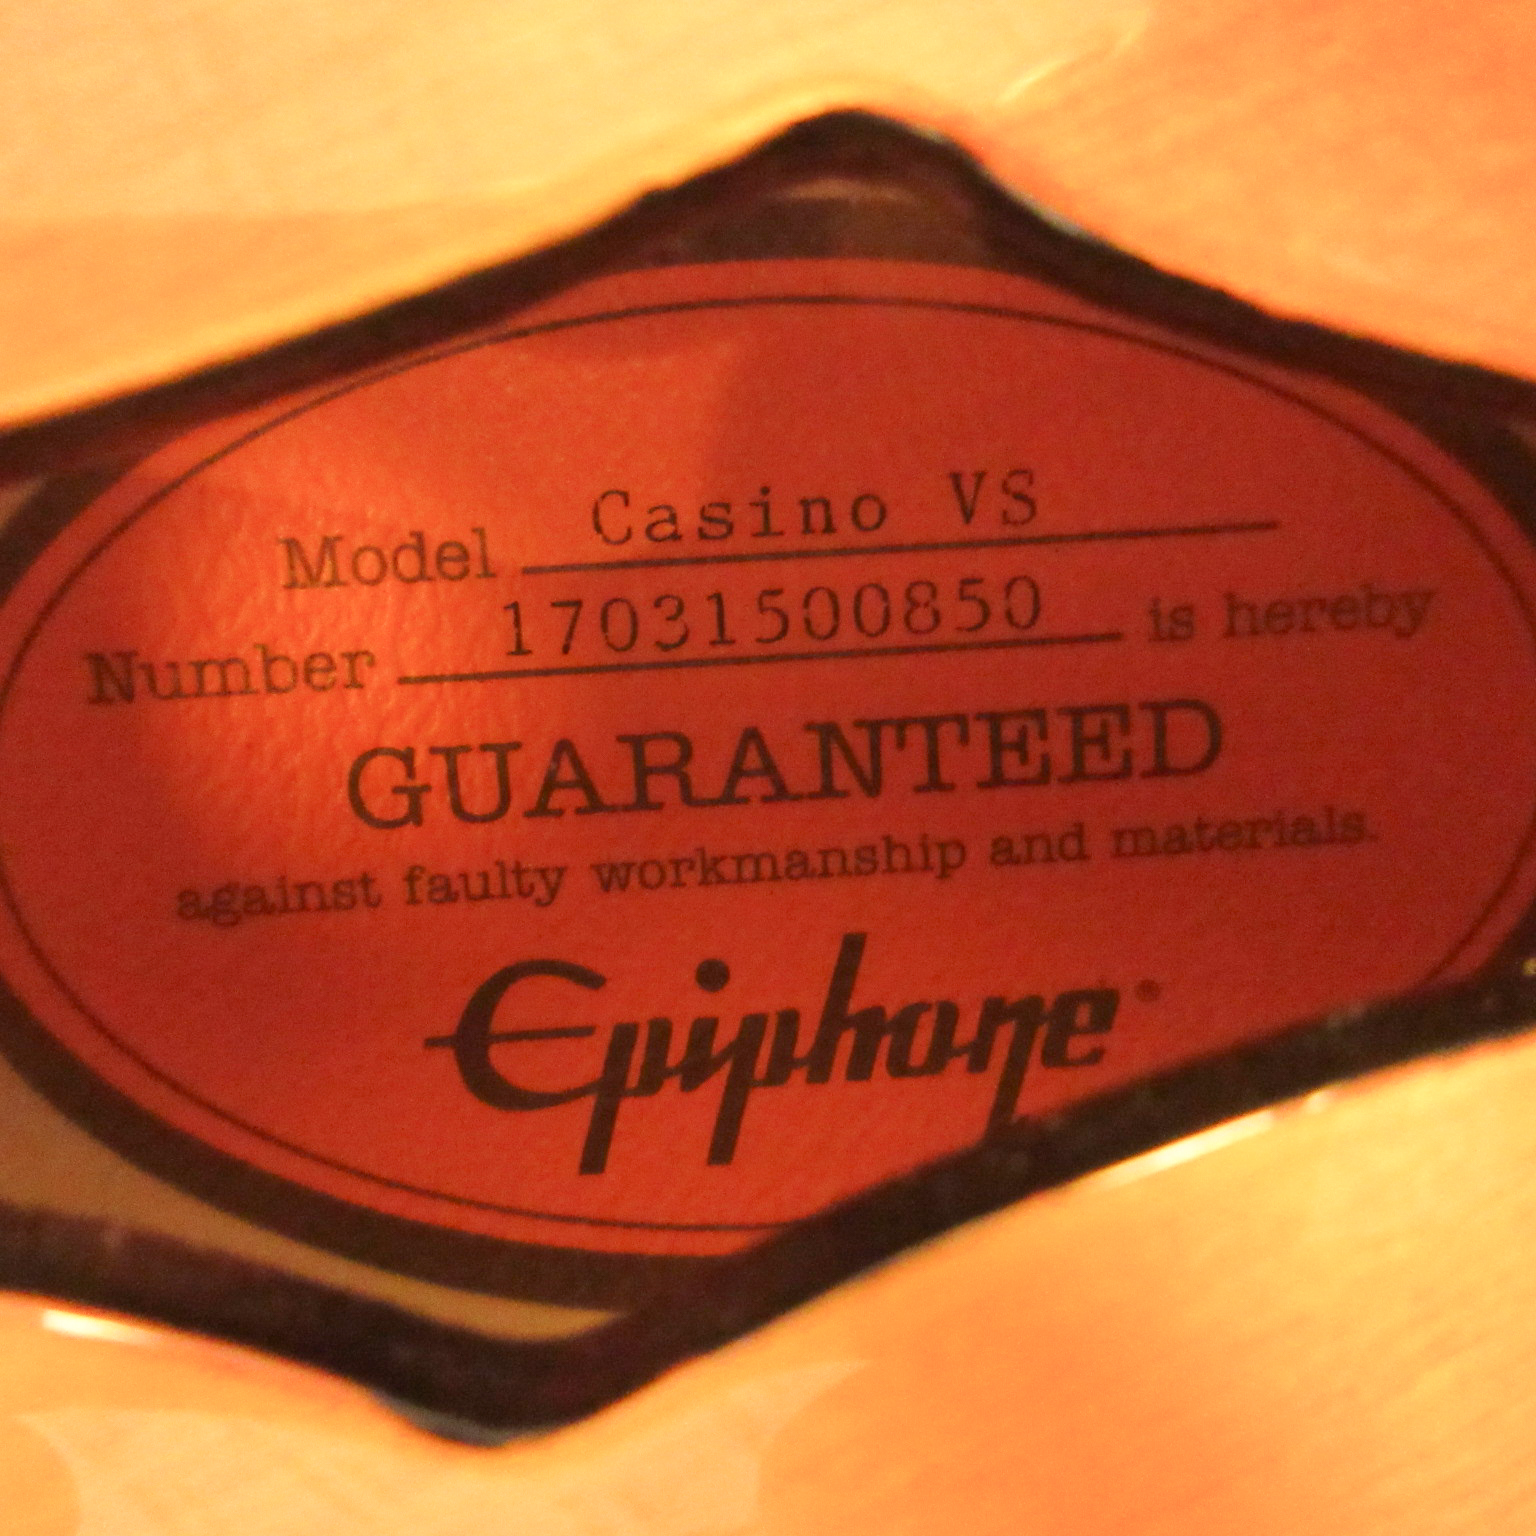 Model Casino VS
Number 17031500850 is hereby
GUARANTEED
against faulty workmanship and materials.
Epiphone®